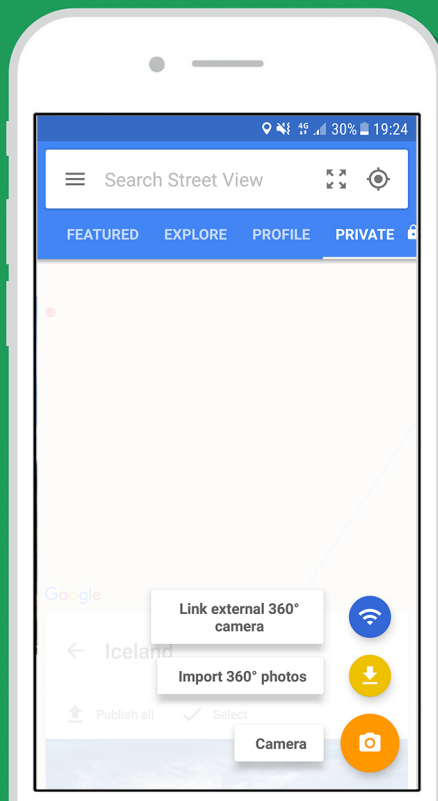 4G 30% 19:24
Search Street View
FEATURED EXPLORE PROFILE PRIVATE
Google
Link external 360°
camera
Iceland
Import 360° photos
Publish all Select
Camera